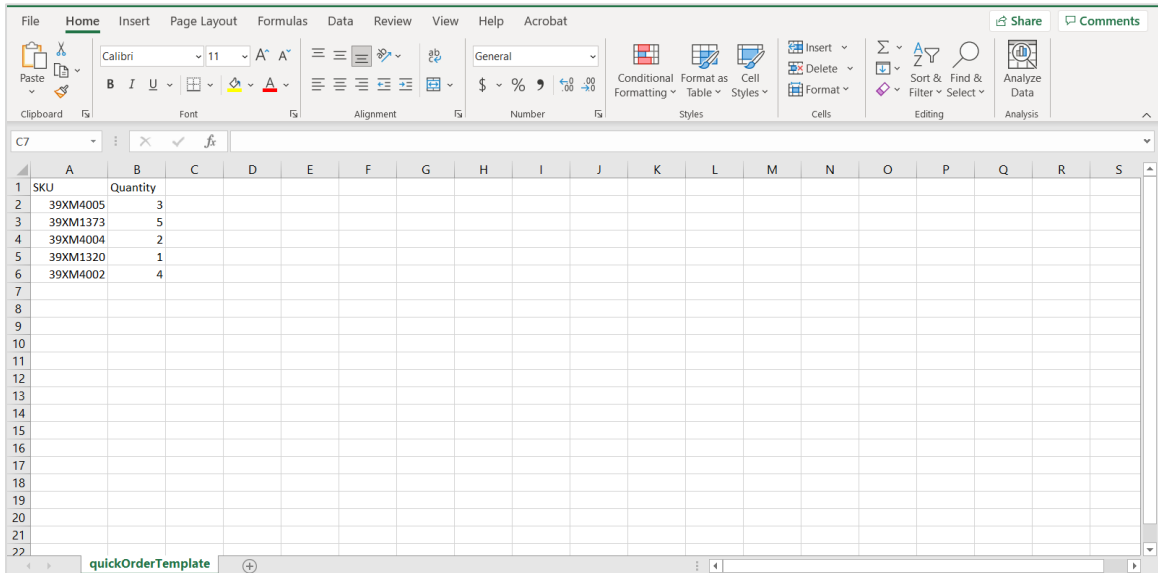 File Home Insert Page Layout Formulas Data Review View Help Acrobat Share Comments
Paste
Clipboard
Calibri 11 A A
B I U A
Font
ab
Alignment
General
$ % 9 .00 .00
Number
Conditional Formatting
Format as Table
Cell Styles
Styles
Insert
Delete
Format
Cells
Sort & Filter
Find & Select
Editing
Analyze Data
Analysis
C7 fx
A B C D E F G H I J K L M N O P Q R S
1 SKU Quantity
2 39XM4005 3
3 39XM1373 5
4 39XM4004 2
5 39XM1320 1
6 39XM4002 4
7
8
9
10
11
12
13
14
15
16
17
18
19
20
21
22
quickOrderTemplate